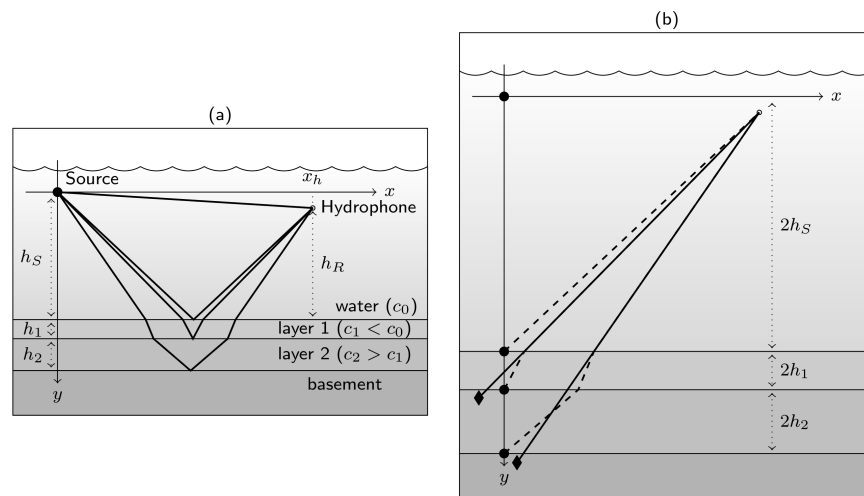 (a)
Source
x_h
x
Hydrophone
h_S
h_R
water (c_0)
h_1
layer 1 (c_1 < c_0)
h_2
layer 2 (c_2 > c_1)
basement
y
(b)
x
2h_S
2h_1
2h_2
y